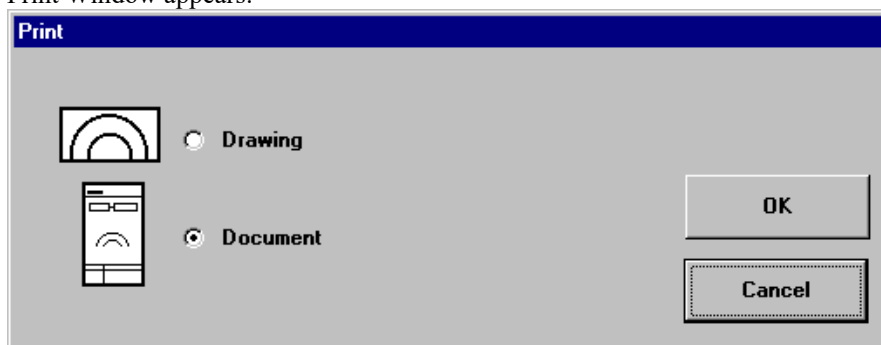 Print Window appears:
Print
Drawing
Document
OK
Cancel